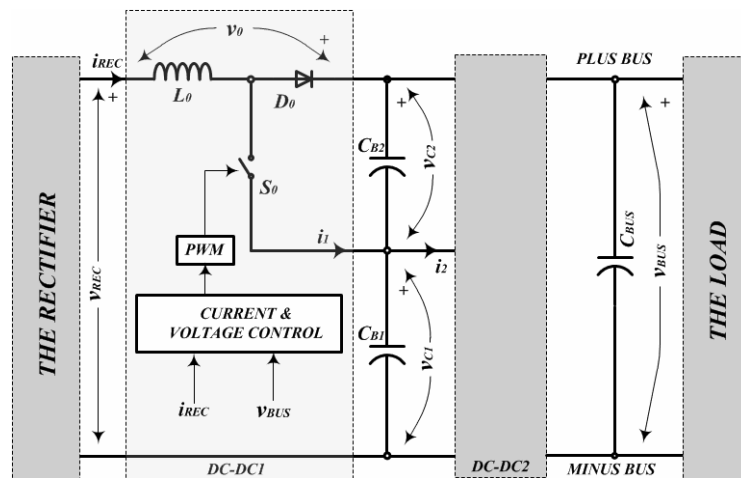 v0
+
iREC
+
L0
D0
PLUS BUS
+
+
CB2
vC2
S0
THE RECTIFIER
vREC
PWM
i1
i2
CBUS
vBUS
THE LOAD
+
CURRENT &
VOLTAGE CONTROL
CB1
vC1
iREC
vBUS
DC-DC1
DC-DC2
MINUS BUS